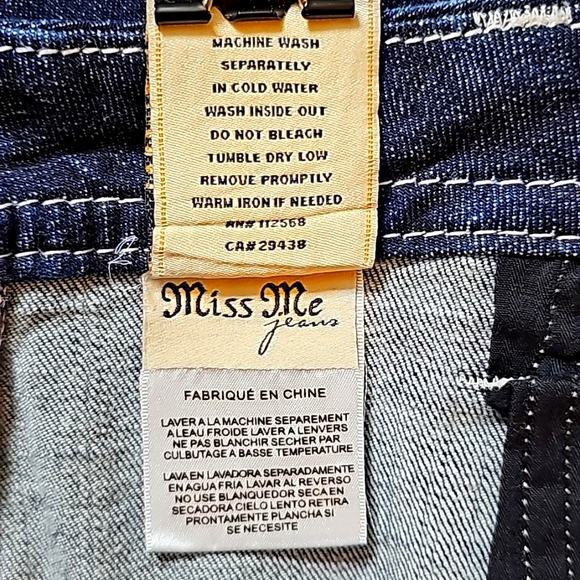 MACHINE WASH
SEPARATELY
IN COLD WATER
WASH INSIDE OUT
DO NOT BLEACH
TUMBLE DRY LOW
REMOVE PROMPTLY
WARM IRON IF NEEDED
RN# 112568
CA# 29438
Miss Me
jeans
FABRIQUÉ EN CHINE
LAVER A LA MACHINE SEPAREMENT
A LEAU FROIDE LAVER A LENVERS
NE PAS BLANCHIR SECHER PAR
CULBUTAGE A BASSE TEMPERATURE
LAVA EN LAVADORA SEPARADAMENTE
EN AGUA FRIA LAVAR AL REVERSO
NO USE BLANQUEDOR SECA EN
SECADORA CIELO LENTO RETIRA
PRONTAMENTE PLANCHA SI
SE NECESITE